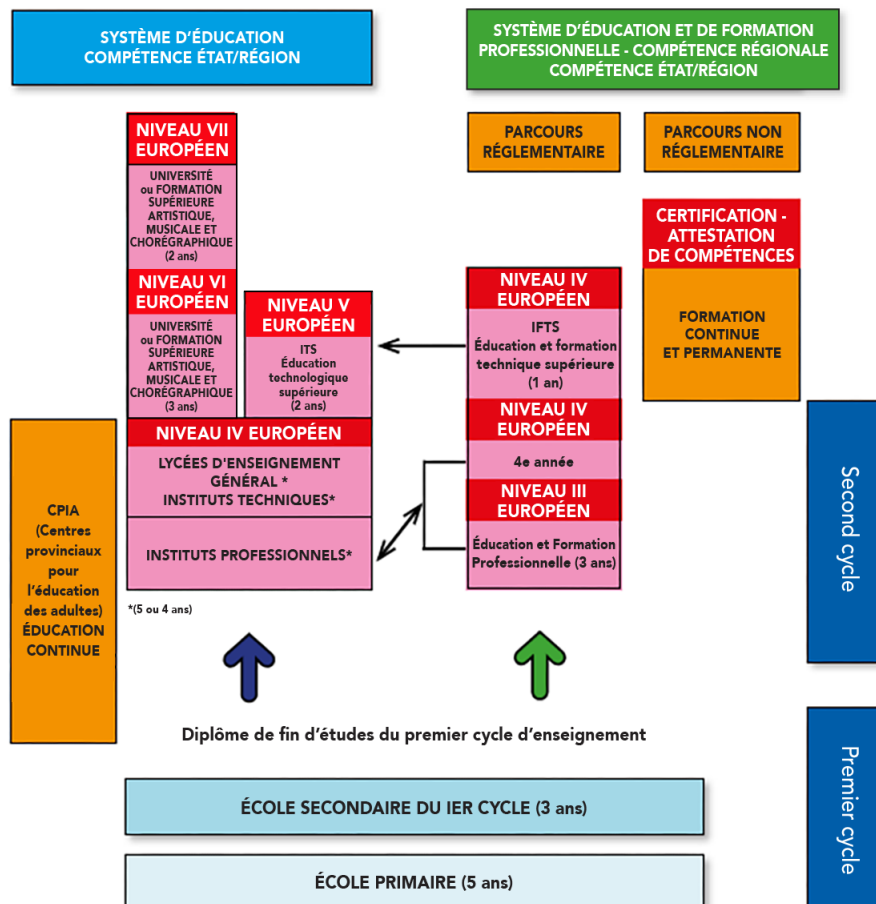 SYSTÈME D'ÉDUCATION
COMPÉTENCE ÉTAT/RÉGION
SYSTÈME D'ÉDUCATION ET DE FORMATION
PROFESSIONNELLE - COMPÉTENCE RÉGIONALE
COMPÉTENCE ÉTAT/RÉGION
PARCOURS
RÉGLEMENTAIRE
PARCOURS NON
RÉGLEMENTAIRE
NIVEAU VII
EUROPÉEN
UNIVERSITÉ
ou FORMATION
SUPÉRIEURE
ARTISTIQUE,
MUSICALE ET
CHORÉGRAPHIQUE
(2 ans)
NIVEAU VI
EUROPÉEN
UNIVERSITÉ
ou FORMATION
SUPÉRIEURE
ARTISTIQUE,
MUSICALE ET
CHORÉGRAPHIQUE
(3 ans)
NIVEAU V
EUROPÉEN
ITS
Éducation
technologique
supérieure
(2 ans)
NIVEAU IV EUROPÉEN
LYCÉES D'ENSEIGNEMENT
GÉNÉRAL *
INSTITUTS TECHNIQUES*
INSTITUTS PROFESSIONNELS*
*(5 ou 4 ans)
NIVEAU IV
EUROPÉEN
IFTS
Éducation et formation
technique supérieure
(1 an)
NIVEAU IV
EUROPÉEN
4e année
NIVEAU III
EUROPÉEN
Éducation et Formation
Professionnelle (3 ans)
CERTIFICATION -
ATTESTATION
DE COMPÉTENCES
FORMATION
CONTINUE
ET PERMANENTE
CPIA
(Centres
provinciaux
pour
l'éducation
des adultes)
ÉDUCATION
CONTINUE
Second cycle
Diplôme de fin d'études du premier cycle d'enseignement
ÉCOLE SECONDAIRE DU IER CYCLE (3 ans)
ÉCOLE PRIMAIRE (5 ans)
Premier cycle